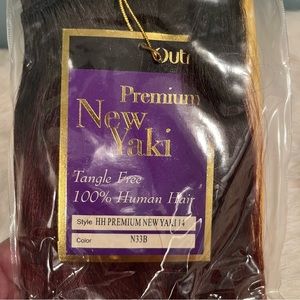 Outr
Premium
New
Yaki
Tangle Free
100% Human Hair
Style HH PREMIUM NEW YAKI 14
Color N33B